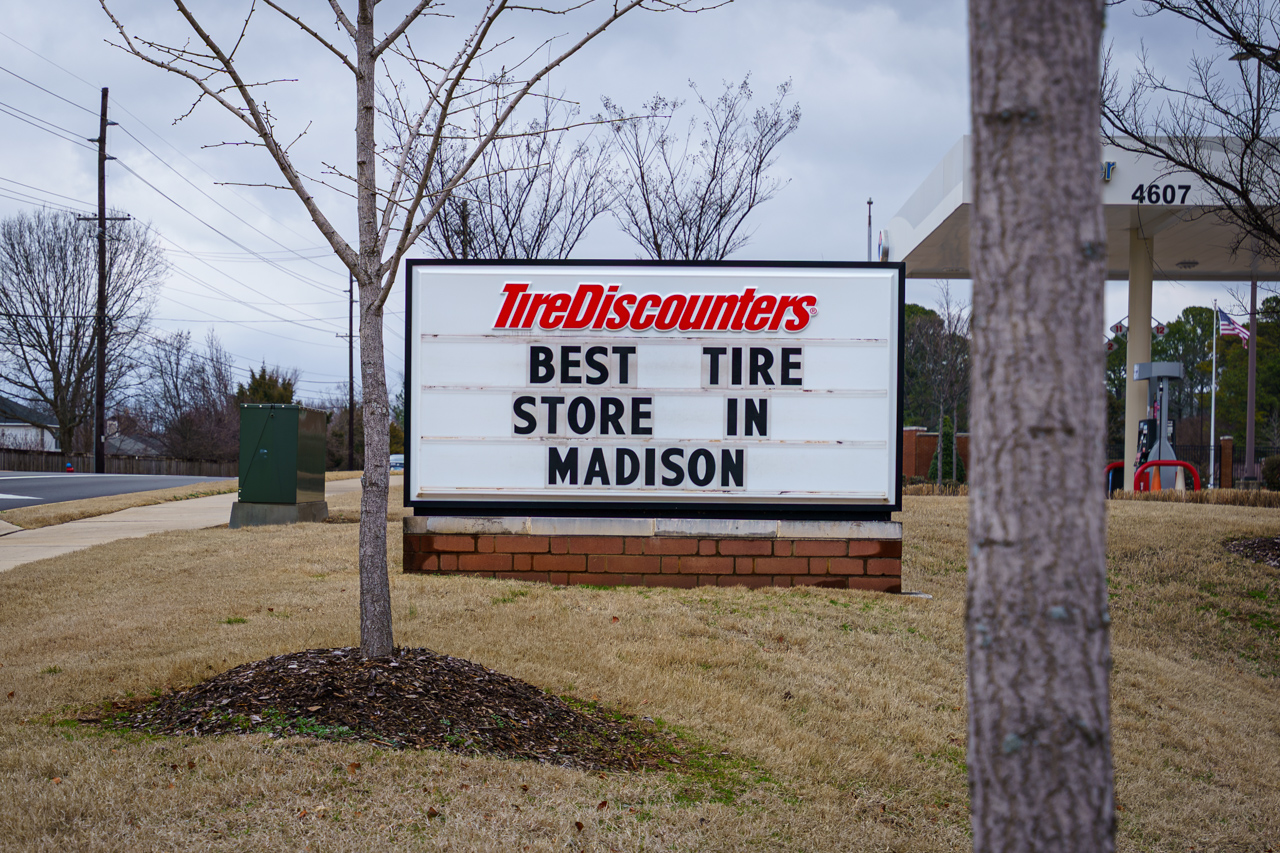 TireDiscounters®
BEST TIRE
STORE IN
MADISON
4607